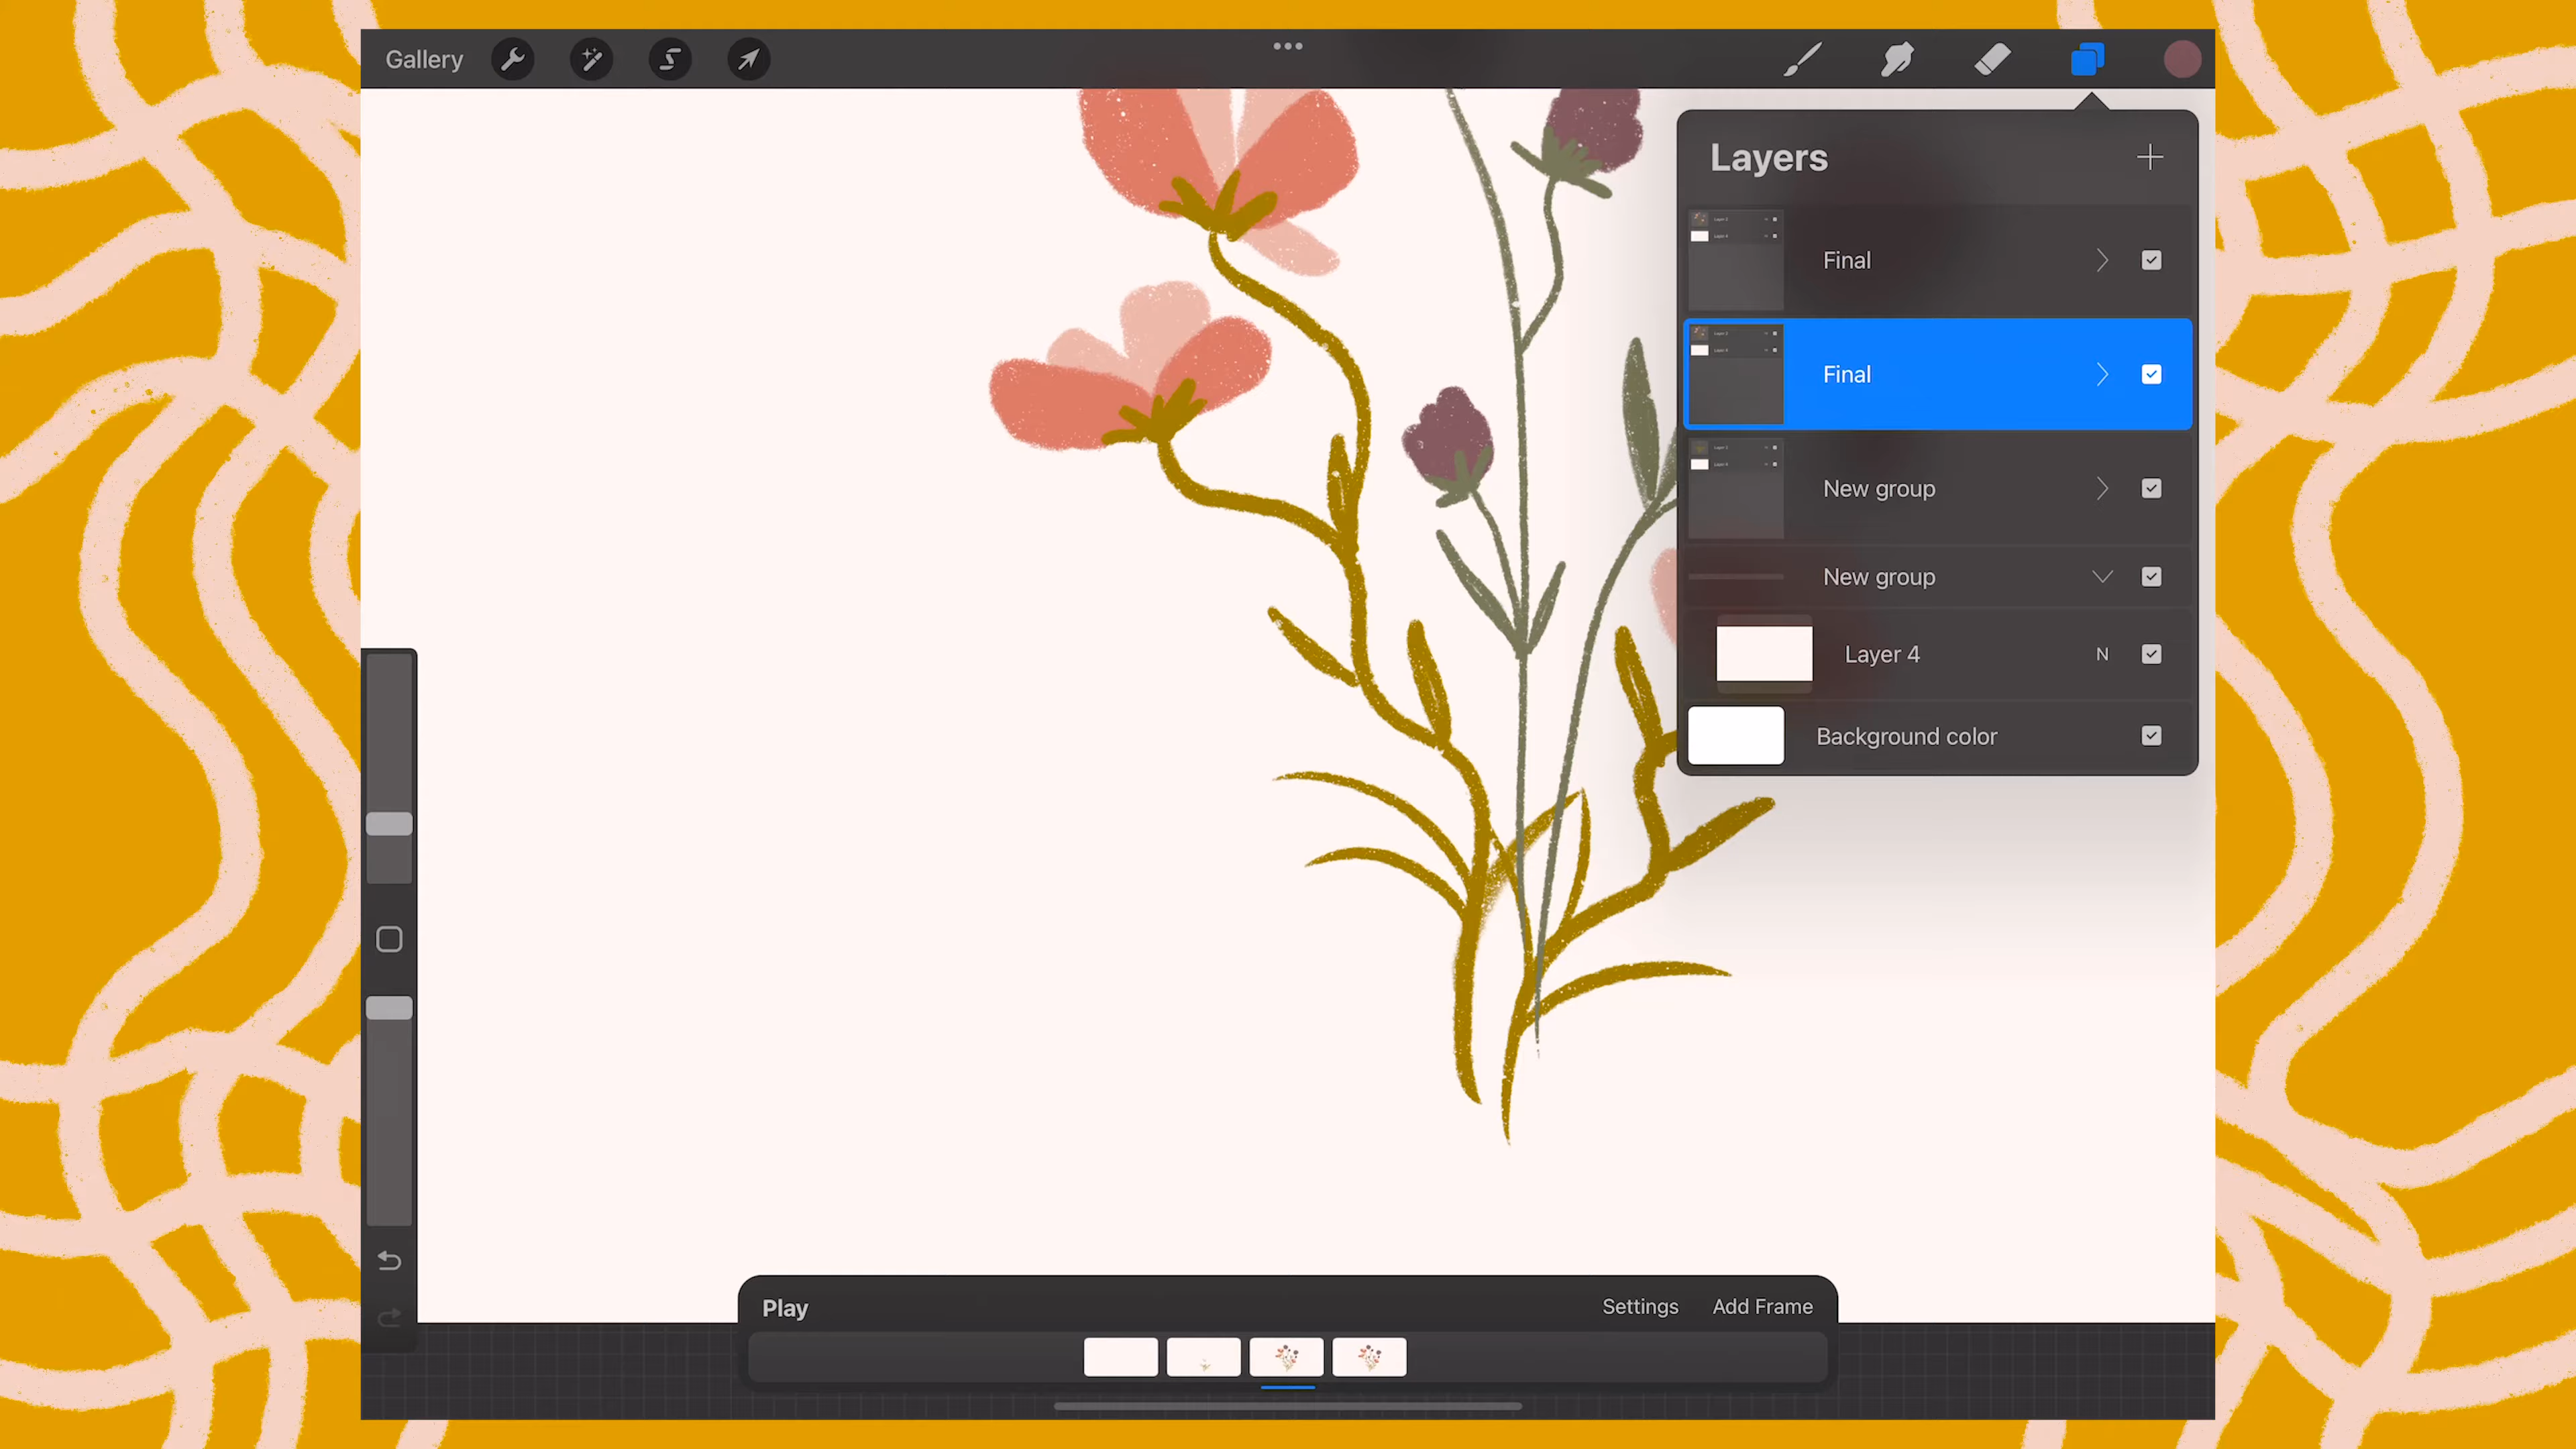 Gallery
Layers
Final
Final
New group
New group
Layer 4 N
Background color
Play Settings Add Frame